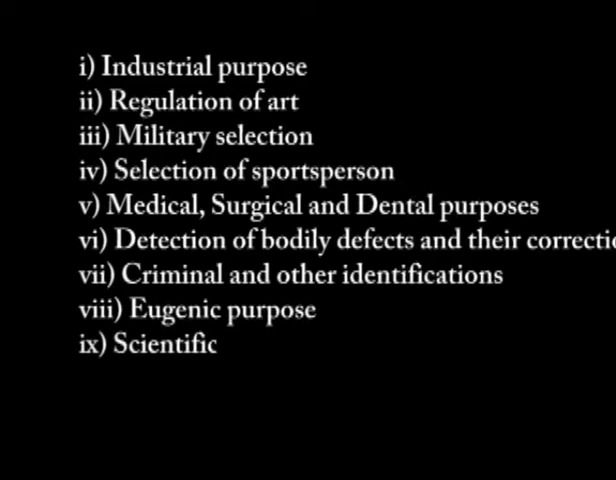 i) Industrial purpose
ii) Regulation of art
iii) Military selection
iv) Selection of sportsperson
v) Medical, Surgical and Dental purposes
vi) Detection of bodily defects and their
vii) Criminal and other identifications
viii) Eugenic purpose
ix) Scientific